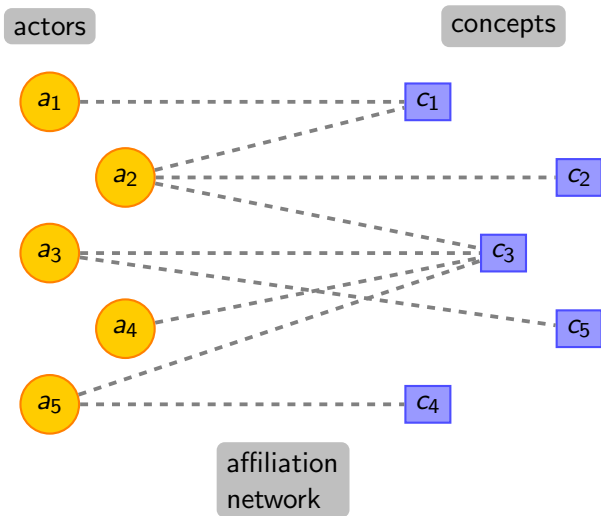 actors
concepts
a1
c1
a2
c2
a3
c3
a4
c5
a5
c4
affiliation
network